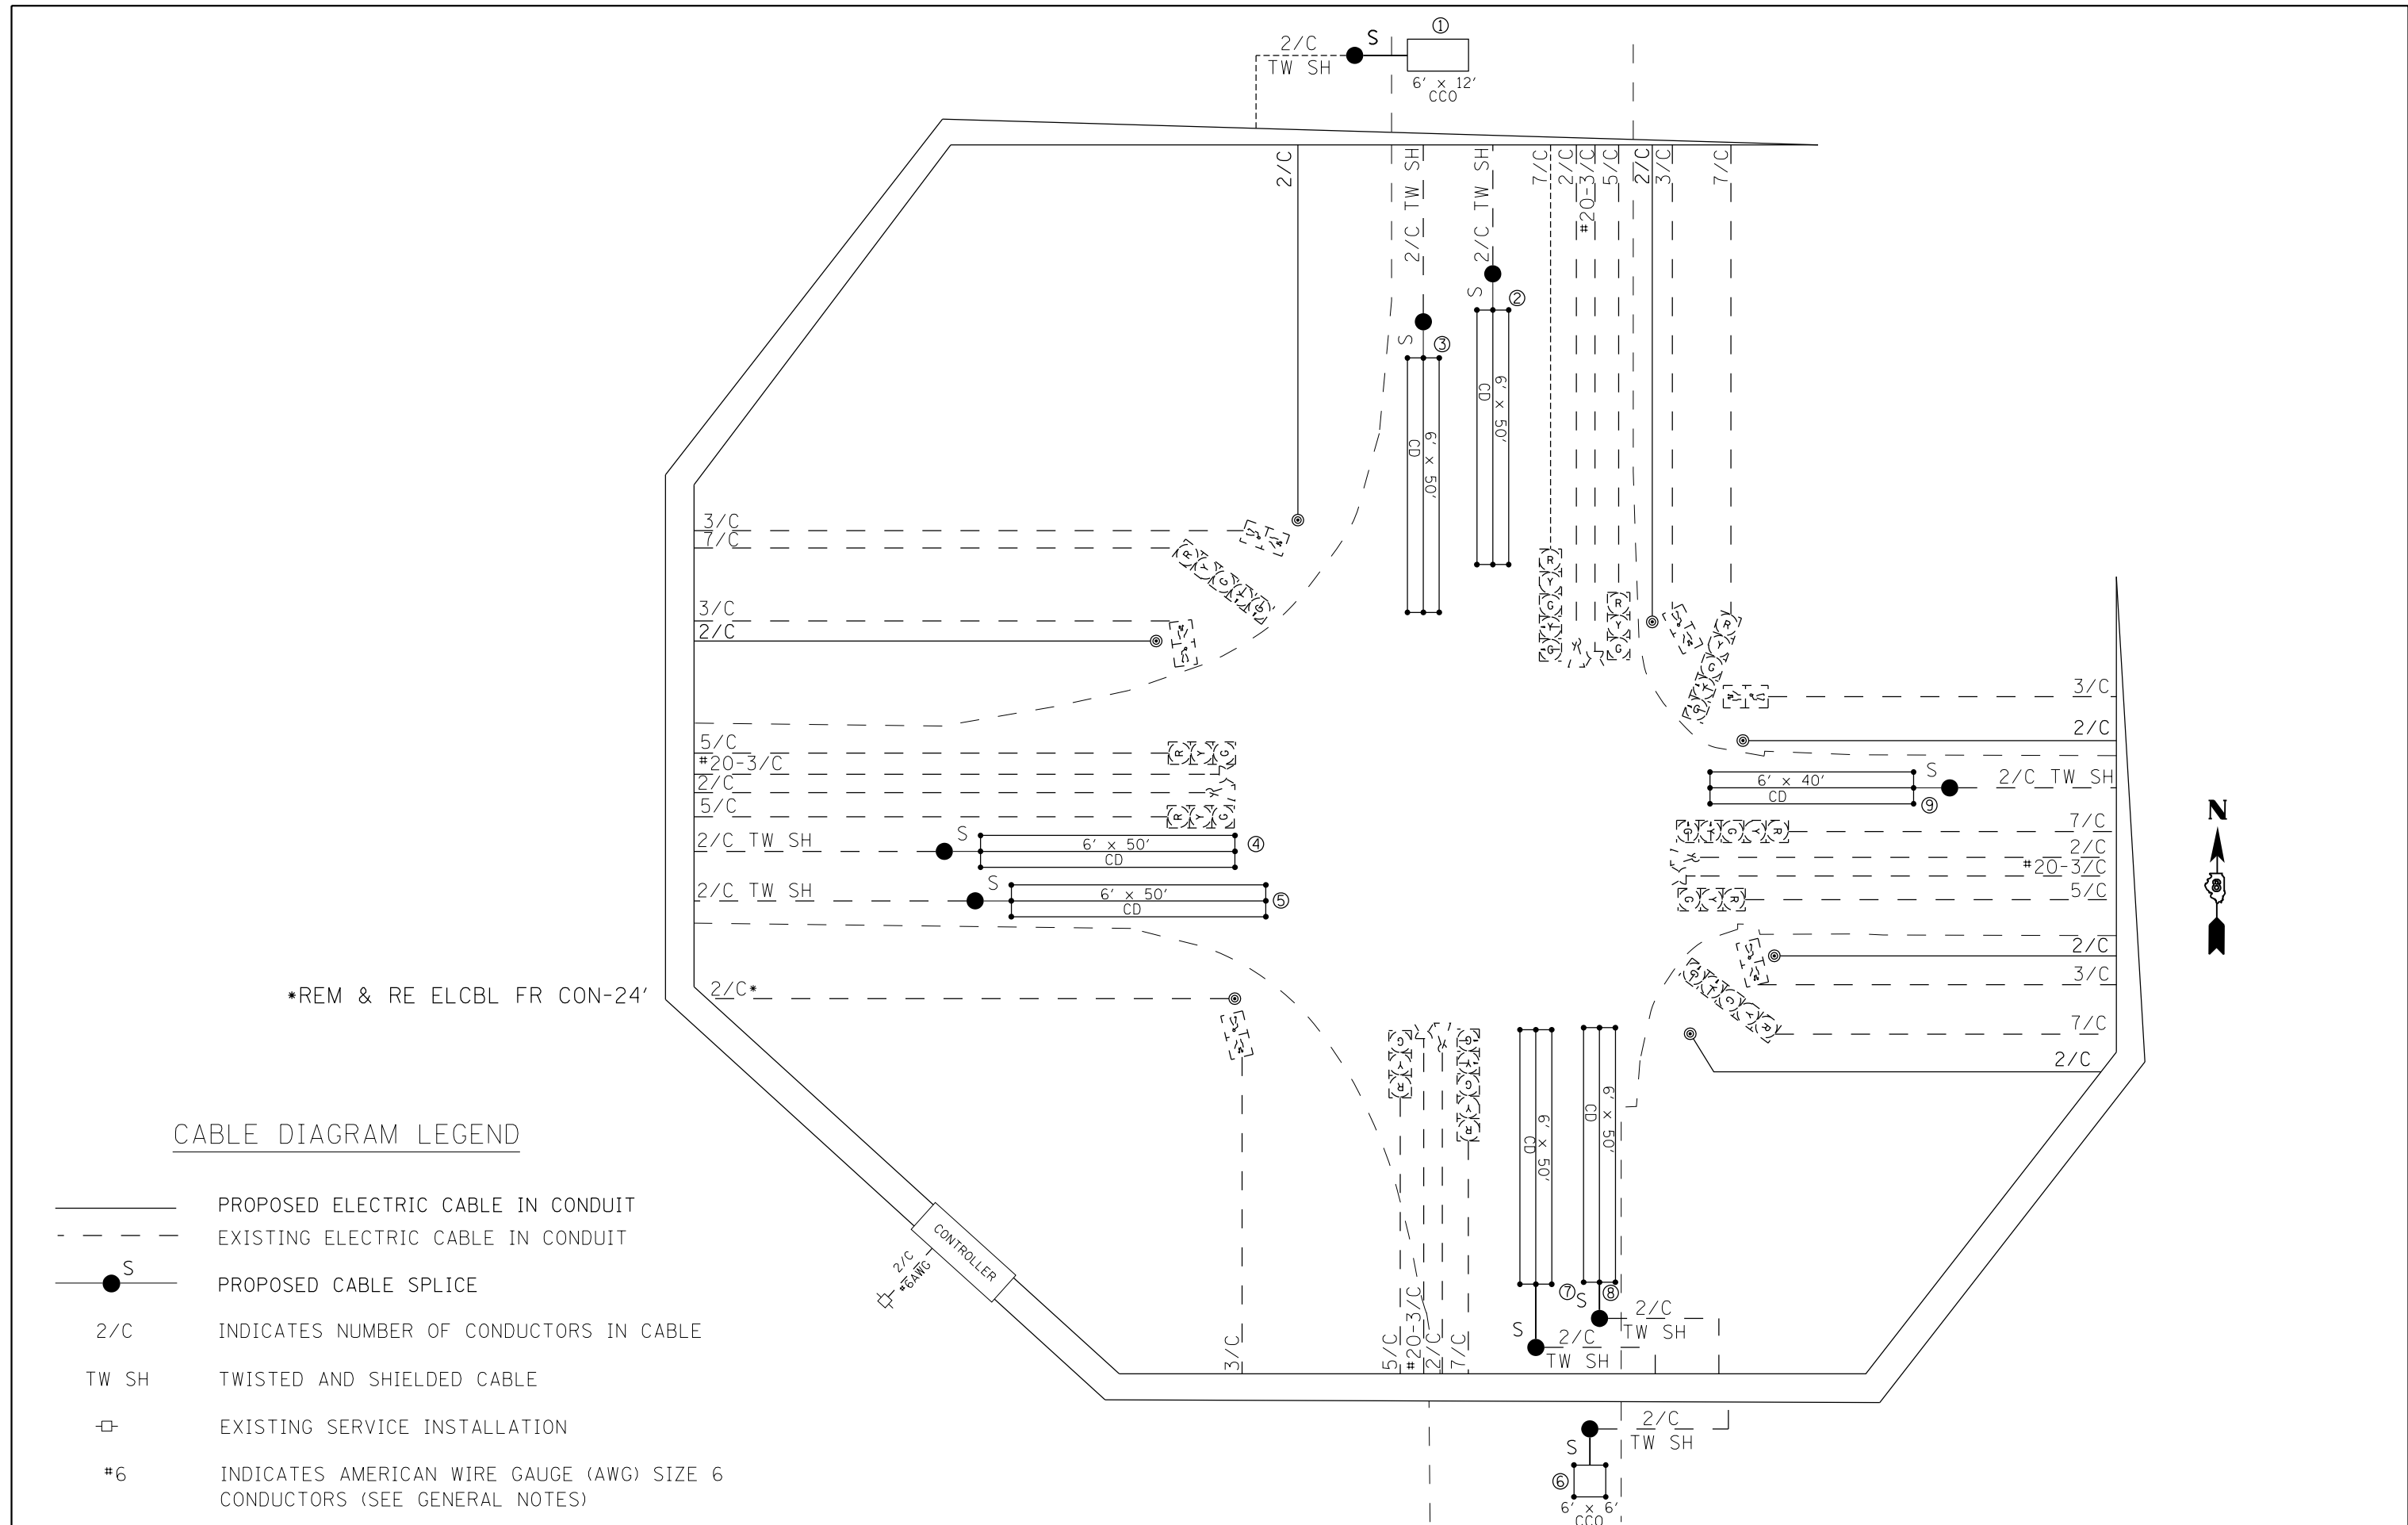 ①
2/C
S
TW SH
6' x 12'
CCO
2/C
2/C TW SH
2/C TW SH
7/C
2/C
#20-3/C
5/C
2/C
3/C
7/C
S
②
S
③
6' x 50'
CD
6' x 50'
CD
3/C
7/C
R
Y
G
Y
G
3/C
2/C
R
Y
G
Y
G
R
Y
G
R
Y
G
Y
G
3/C
2/C
5/C
#20-3/C
2/C
5/C
R Y G
R Y G
2/C TW SH
S
6' x 50'
CD
④
2/C TW SH
S
6' x 50'
CD
⑤
6' x 40'
CD
S
2/C TW SH
⑨
G Y G Y R
7/C
2/C
#20-3/C
5/C
G Y R
N
8
2/C
3/C
G Y G Y R
7/C
2/C
*REM & RE ELCBL FR CON-24'
2/C*
G
Y
R
G
Y
G
Y
R
6' x 50'
CD
6' x 50'
CD
3/C
5/C
#20-3/C
2/C
7/C
⑦
⑧
S
2/C
TW SH
S
2/C
TW SH
CONTROLLER
2/C
#6AWG
2/C
TW SH
S
⑥
6' x 6'
CCO
CABLE DIAGRAM LEGEND
PROPOSED ELECTRIC CABLE IN CONDUIT
EXISTING ELECTRIC CABLE IN CONDUIT
S
PROPOSED CABLE SPLICE
2/C INDICATES NUMBER OF CONDUCTORS IN CABLE
TW SH TWISTED AND SHIELDED CABLE
EXISTING SERVICE INSTALLATION
#6 INDICATES AMERICAN WIRE GAUGE (AWG) SIZE 6
CONDUCTORS (SEE GENERAL NOTES)